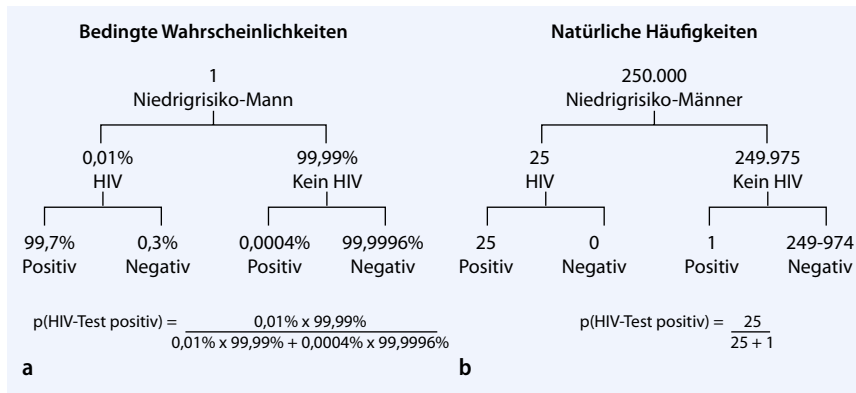 Bedingte Wahrscheinlichkeiten
1
Niedrigrisiko-Mann
0,01%
HIV
99,99%
Kein HIV
99,7%
Positiv
0,3%
Negativ
0,0004%
Positiv
99,9996%
Negativ
p(HIV-Test positiv) = 0,01% x 99,99%
0,01% x 99,99% + 0,0004% x 99,9996%
a
Natürliche Häufigkeiten
250.000
Niedrigrisiko-Männer
25
HIV
249.975
Kein HIV
25
Positiv
0
Negativ
1
Positiv
249-974
Negativ
p(HIV-Test positiv) = 25
25 + 1
b